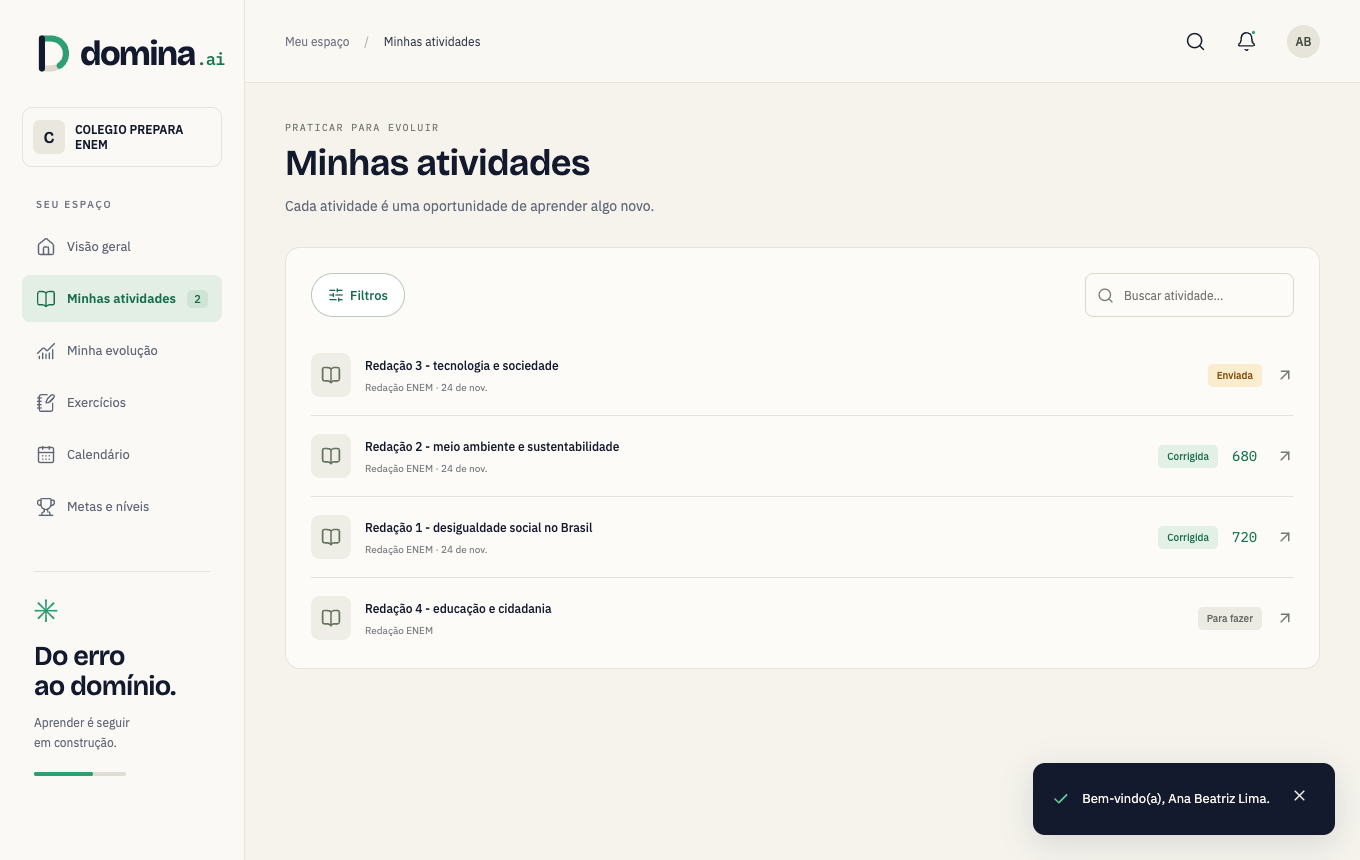 domina.ai
C
COLEGIO PREPARA
ENEM
SEU ESPAÇO
Visão geral
Minhas atividades 2
Minha evolução
Exercícios
Calendário
Metas e níveis
Do erro
ao domínio.
Aprender é seguir
em construção.
Meu espaço / Minhas atividades
AB
PRATICAR PARA EVOLUIR
Minhas atividades
Cada atividade é uma oportunidade de aprender algo novo.
Filtros
Buscar atividade...
Redação 3 - tecnologia e sociedade
Redação ENEM · 24 de nov.
Enviada
Redação 2 - meio ambiente e sustentabilidade
Redação ENEM · 24 de nov.
Corrigida 680
Redação 1 - desigualdade social no Brasil
Redação ENEM · 24 de nov.
Corrigida 720
Redação 4 - educação e cidadania
Redação ENEM
Para fazer
Bem-vindo(a), Ana Beatriz Lima.